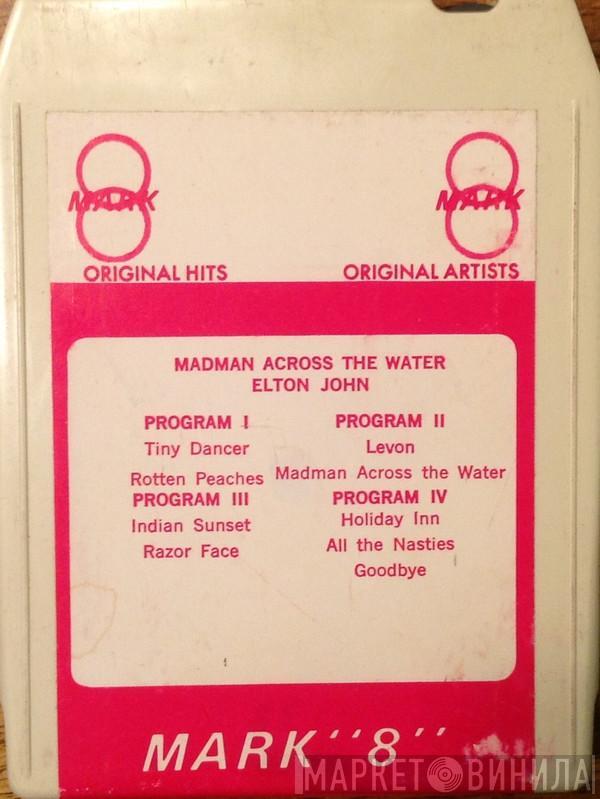 MARK
MARK
ORIGINAL HITS
ORIGINAL ARTISTS
MADMAN ACROSS THE WATER
ELTON JOHN
PROGRAM I
Tiny Dancer
Rotten Peaches
PROGRAM II
Levon
Madman Across the Water
PROGRAM III
Indian Sunset
Razor Face
PROGRAM IV
Holiday Inn
All the Nasties
Goodbye
MARK "8"
МАРКЕТ ВИНИЛА